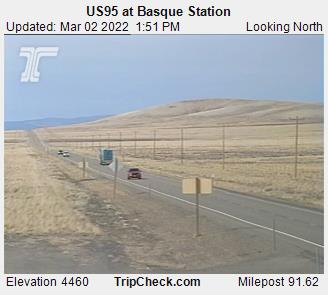 US95 at Basque Station
Updated: Mar 02 2022 1:51 PM Looking North
Elevation 4460 TripCheck.com Milepost 91.62